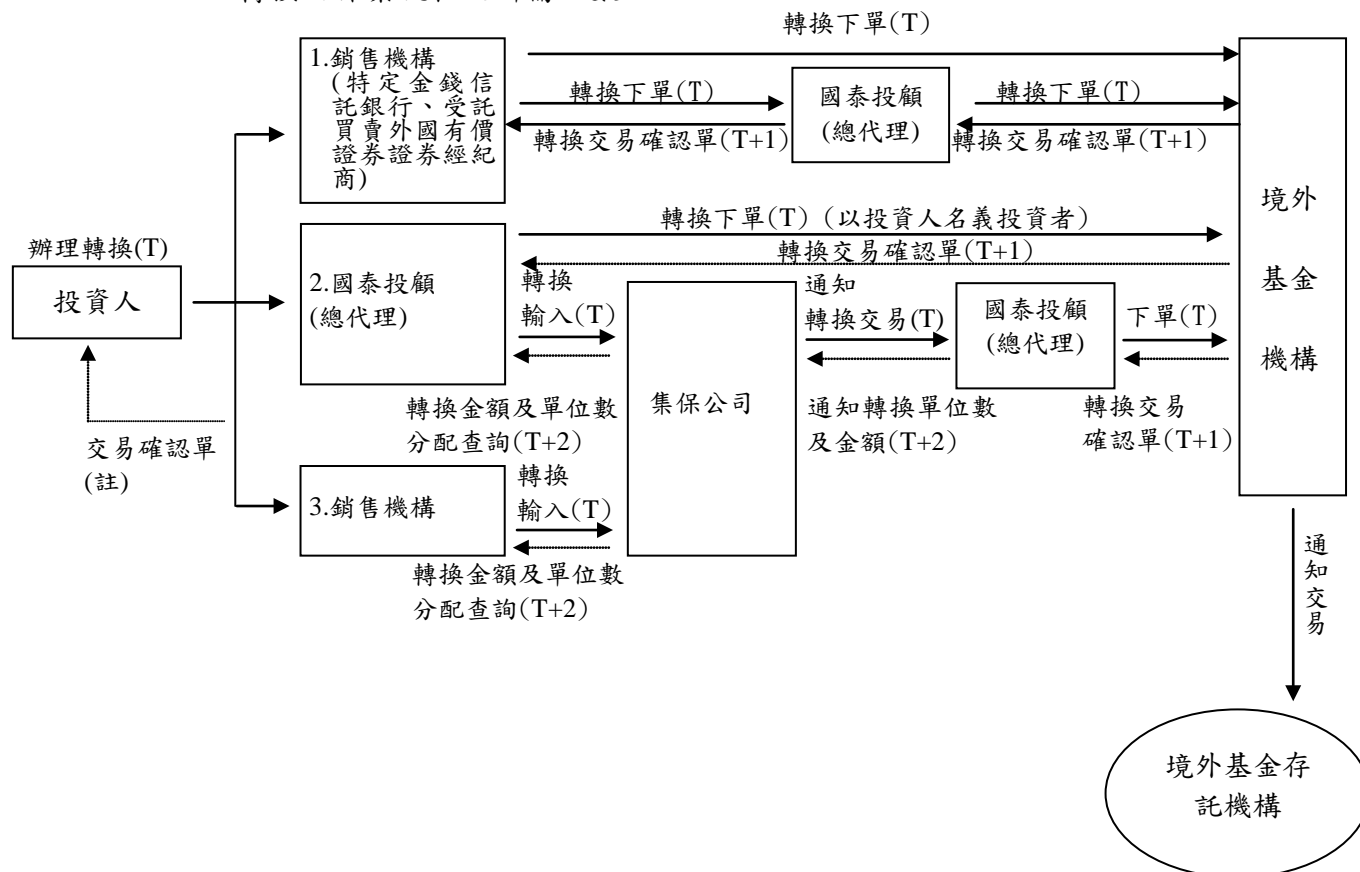 轉換下單(T)
1.銷售機構
(特定金錢信
託銀行、受託
買賣外國有價
證券證券經紀
商)
轉換下單(T)
轉換交易確認單(T+1)
國泰投顧
(總代理)
轉換下單(T)
轉換交易確認單(T+1)
境外
基金
機構
轉換下單(T)（以投資人名義投資者）
轉換交易確認單(T+1)
辦理轉換(T)
投資人
2.國泰投顧
(總代理)
轉換
輸入(T)
通知
轉換交易(T)
國泰投顧
(總代理)
下單(T)
集保公司
轉換金額及單位數
分配查詢(T+2)
通知轉換單位數
及金額(T+2)
轉換交易
確認單(T+1)
交易確認單
(註)
3.銷售機構
轉換
輸入(T)
轉換金額及單位數
分配查詢(T+2)
通知交易
境外基金存
託機構